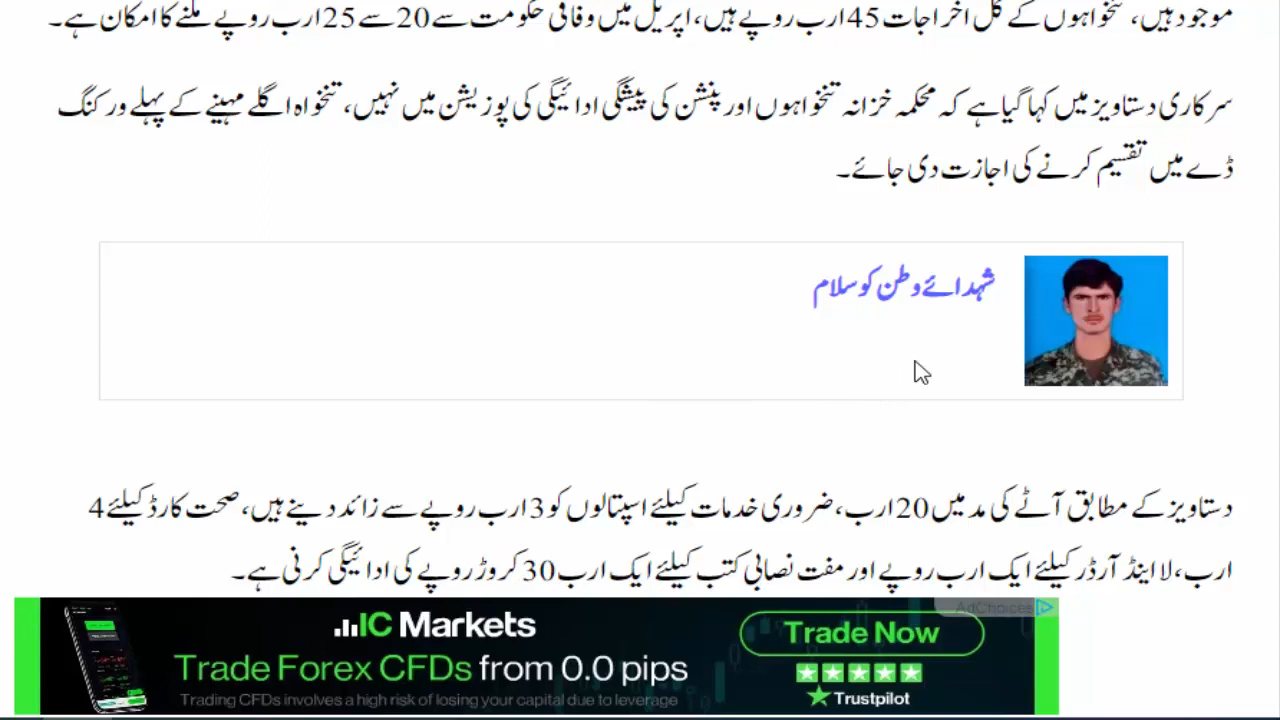 موجود ہیں، تنخواہوں کے کل اخراجات 45 ارب روپے ہیں، اپریل میں وفاقی حکومت سے 20 سے 25 ارب روپے ملنے کا امکان ہے۔
سرکاری دستاویز میں کہا گیا ہے کہ محکمہ خزانہ تنخواہوں اور پنشن کی پیشگی ادائیگی کی پوزیشن میں نہیں، تنخواہ اگلے مہینے کے پہلے ورکنگ
ڈے میں تقسیم کرنے کی اجازت دی جائے۔
شہدائے وطن کو سلام
دستاویز کے مطابق آٹے کی مد میں 20 ارب، ضروری خدمات کیلئے اسپتالوں کو 3 ارب روپے سے زائد دینے ہیں، صحت کارڈ کیلئے 4
ارب، لا اینڈ آرڈر کیلئے ایک ارب روپے اور مفت نصابی کتب کیلئے ایک ارب 30 کروڑ روپے کی ادائیگی کرنی ہے۔
AdChoices
IC Markets
Trade Now
Trade Forex CFDs from 0.0 pips
Trading CFDs involves a high risk of losing your capital due to leverage
Trustpilot